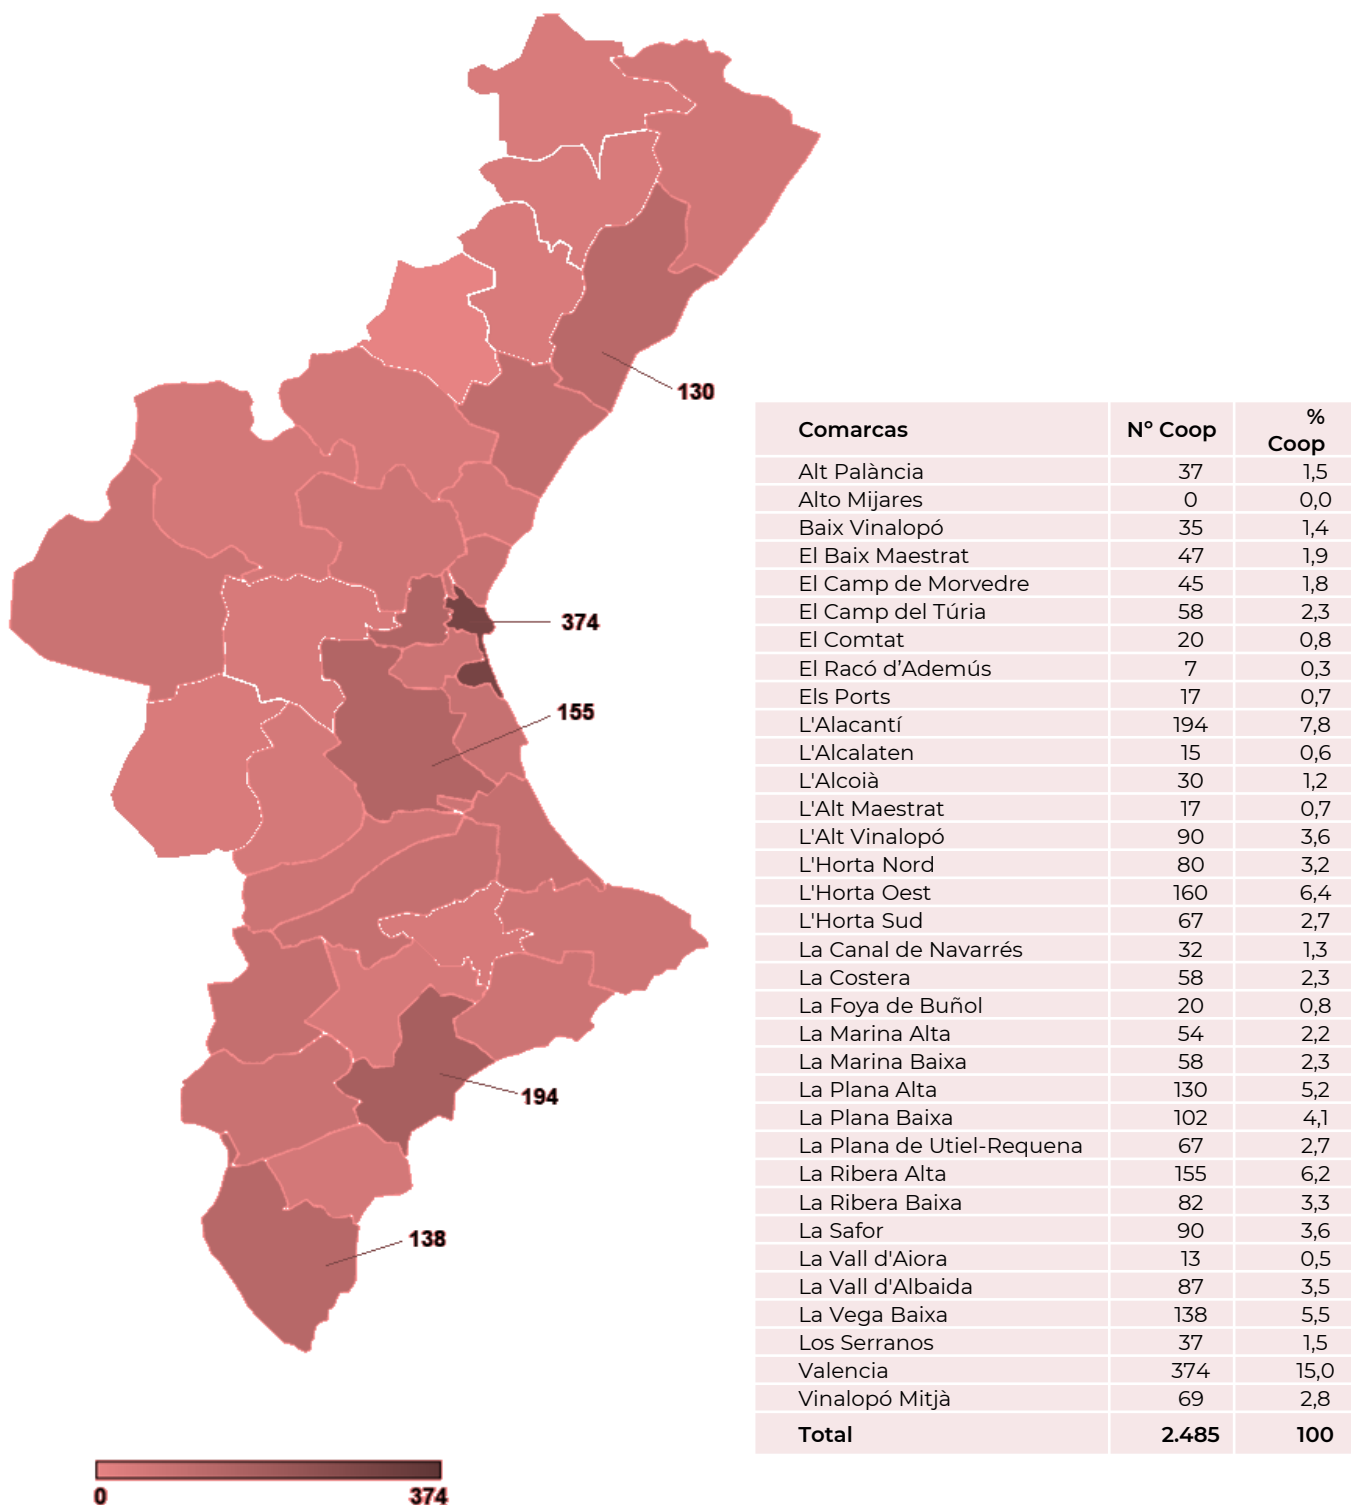 130
374
155
194
138
0 374
Comarcas Nº Coop % Coop
Alt Palància 37 1,5
Alto Mijares 0 0,0
Baix Vinalopó 35 1,4
El Baix Maestrat 47 1,9
El Camp de Morvedre 45 1,8
El Camp del Túria 58 2,3
El Comtat 20 0,8
El Racó d’Ademús 7 0,3
Els Ports 17 0,7
L'Alacantí 194 7,8
L'Alcalaten 15 0,6
L'Alcoià 30 1,2
L'Alt Maestrat 17 0,7
L'Alt Vinalopó 90 3,6
L'Horta Nord 80 3,2
L'Horta Oest 160 6,4
L'Horta Sud 67 2,7
La Canal de Navarrés 32 1,3
La Costera 58 2,3
La Foya de Buñol 20 0,8
La Marina Alta 54 2,2
La Marina Baixa 58 2,3
La Plana Alta 130 5,2
La Plana Baixa 102 4,1
La Plana de Utiel-Requena 67 2,7
La Ribera Alta 155 6,2
La Ribera Baixa 82 3,3
La Safor 90 3,6
La Vall d'Aiora 13 0,5
La Vall d'Albaida 87 3,5
La Vega Baixa 138 5,5
Los Serranos 37 1,5
Valencia 374 15,0
Vinalopó Mitjà 69 2,8
Total 2.485 100